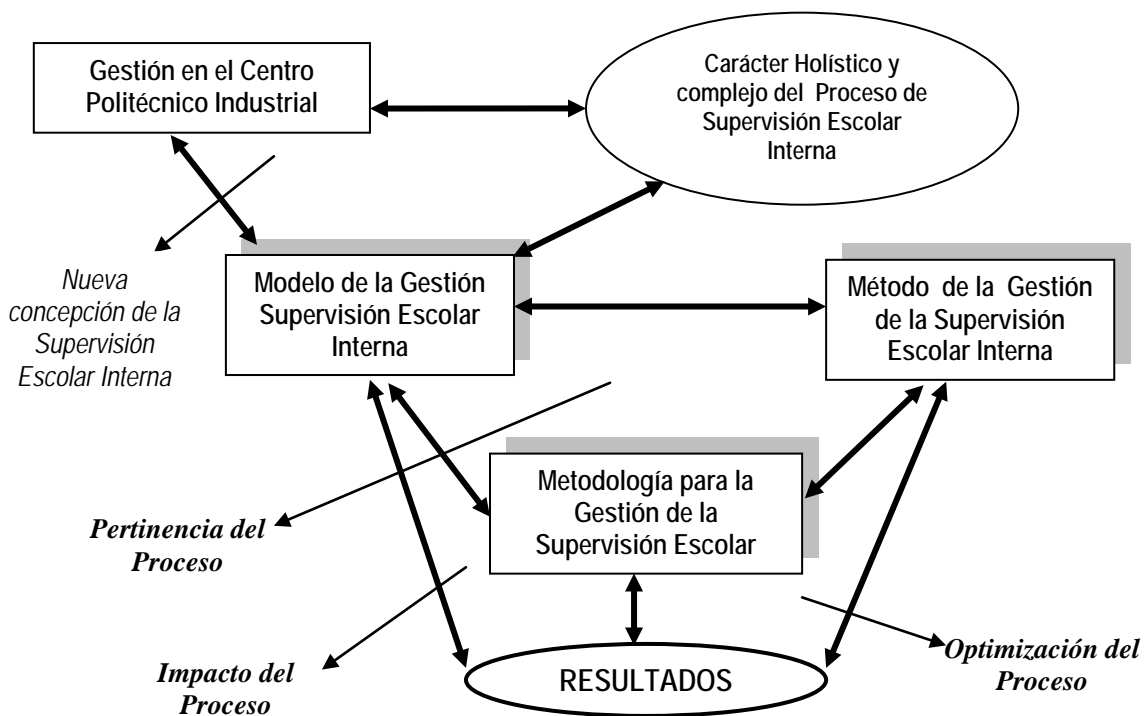 Gestión en el Centro
Politécnico Industrial
Carácter Holístico y
complejo del Proceso de
Supervisión Escolar
Interna
Nueva
concepción de la
Supervisión
Escolar Interna
Modelo de la Gestión
Supervisión Escolar
Interna
Método de la Gestión
de la Supervisión
Escolar Interna
Metodología para la
Gestión de la
Supervisión Escolar
Pertinencia del
Proceso
Impacto del
Proceso
RESULTADOS
Optimización del
Proceso